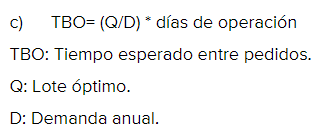 c) TBO= (Q/D) * días de operación
TBO: Tiempo esperado entre pedidos.
Q: Lote óptimo.
D: Demanda anual.